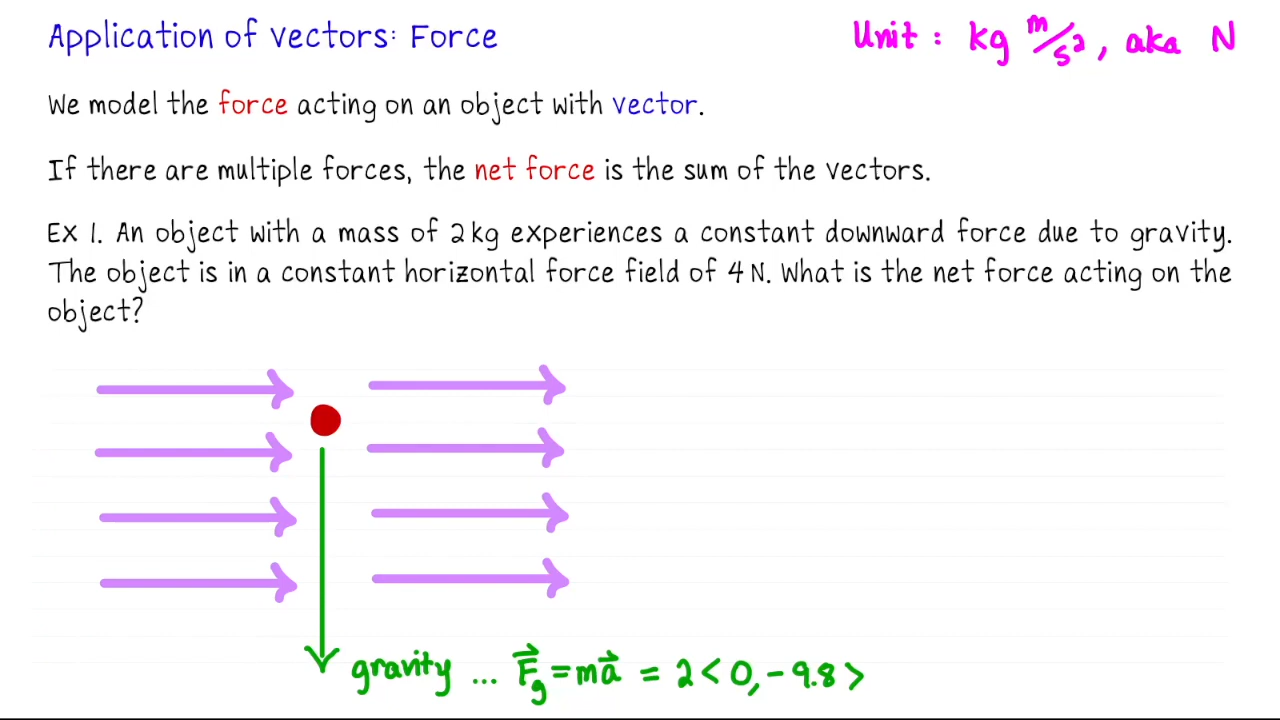 Application of vectors: Force
Unit : kg m/s², aka N
We model the force acting on an object with vector.
If there are multiple forces, the net force is the sum of the vectors.
Ex 1. An object with a mass of 2 kg experiences a constant downward force due to gravity.
The object is in a constant horizontal force field of 4 N. What is the net force acting on the
object?
gravity ... F⃗g = ma⃗ = 2 < 0, -9.8 >